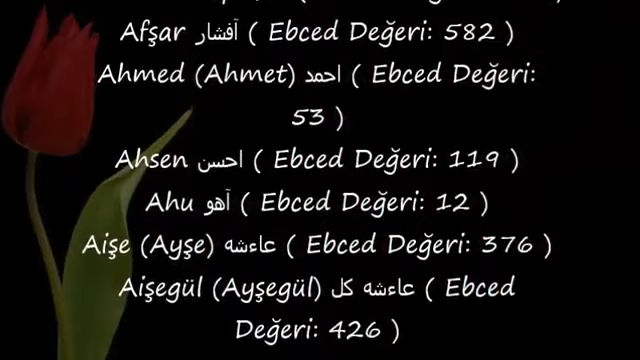 Afşar آفشار ( Ebced Değeri: 582 )
Ahmed (Ahmet) احمد ( Ebced Değeri:
53 )
Ahsen احسن ( Ebced Değeri: 119 )
Ahu آهو ( Ebced Değeri: 12 )
Aişe (Ayşe) عاءشه ( Ebced Değeri: 376 )
Aişegül (Ayşegül) عاءشه كل ( Ebced
Değeri: 426 )